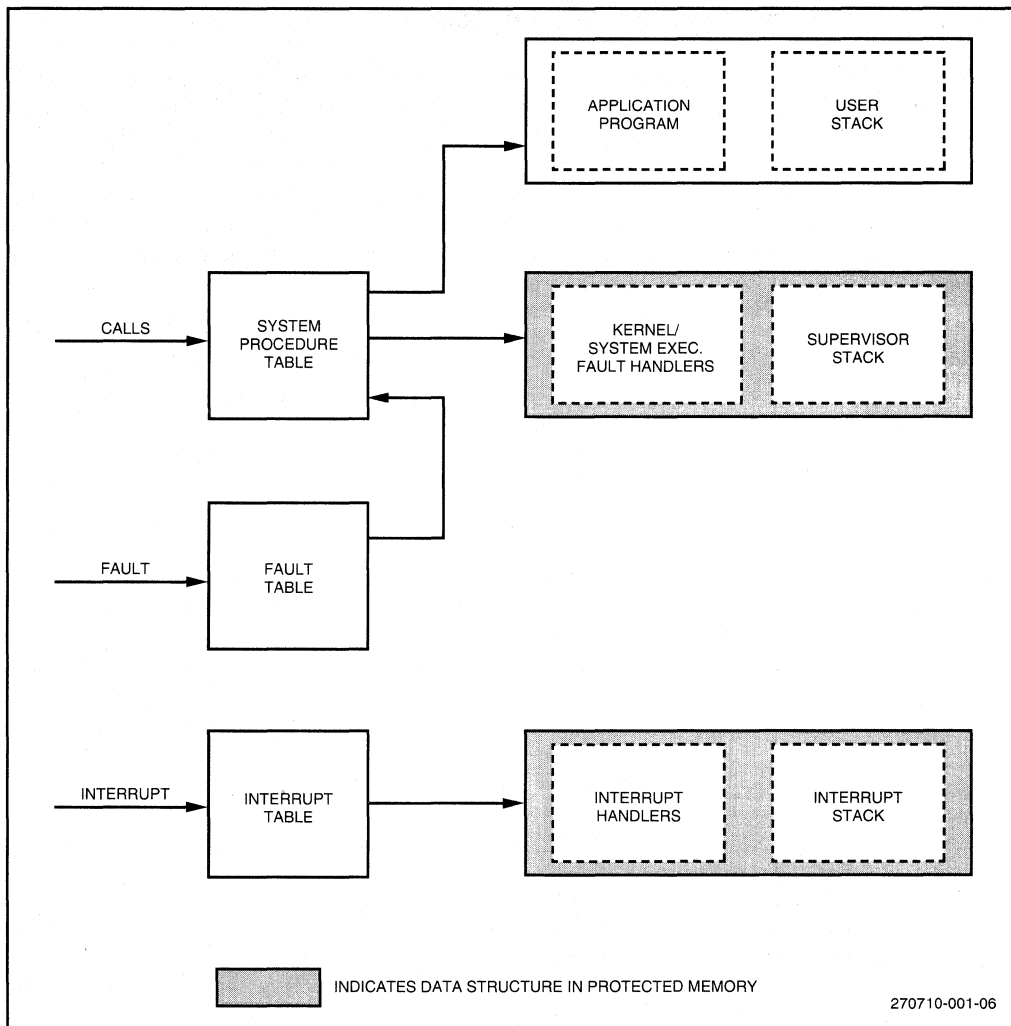 APPLICATION
PROGRAM
USER
STACK
CALLS
SYSTEM
PROCEDURE
TABLE
KERNEL/
SYSTEM EXEC.
FAULT HANDLERS
SUPERVISOR
STACK
FAULT
FAULT
TABLE
INTERRUPT
INTERRUPT
TABLE
INTERRUPT
HANDLERS
INTERRUPT
STACK
INDICATES DATA STRUCTURE IN PROTECTED MEMORY
270710-001-06